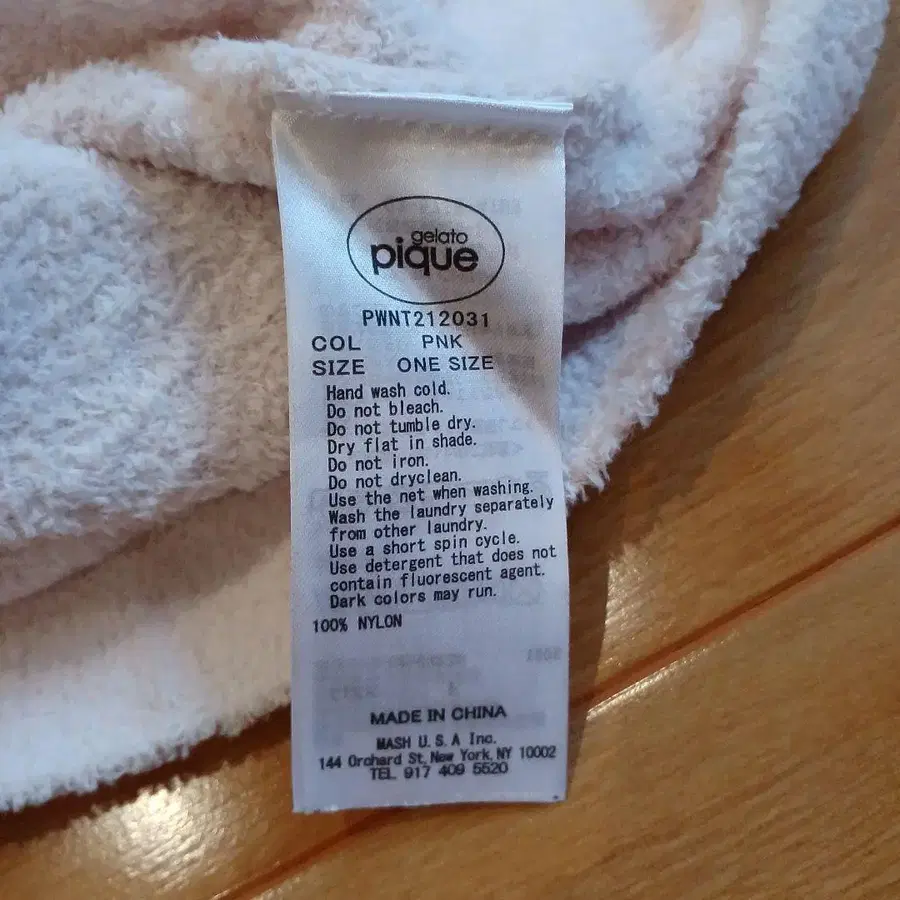 gelato
pique
PWNT212031
COL PNK
SIZE ONE SIZE
Hand wash cold.
Do not bleach.
Do not tumble dry.
Dry flat in shade.
Do not iron.
Do not dryclean.
Use the net when washing.
Wash the laundry separately
from other laundry.
Use a short spin cycle.
Use detergent that does not
contain fluorescent agent.
Dark colors may run.
100% NYLON
MADE IN CHINA
MASH U.S.A Inc.
144 Orchard St, New York, NY 10002
TEL 917 409 5520